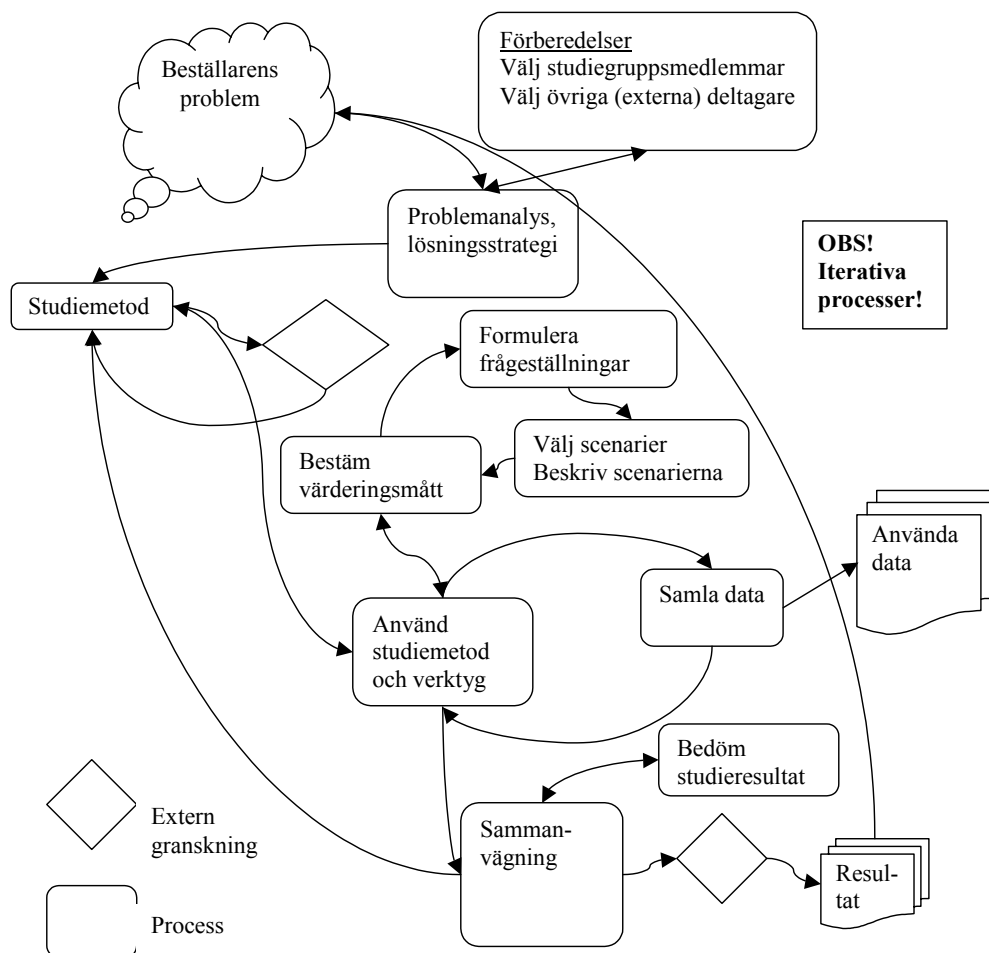 Beställarens
problem
Förberedelser
Välj studiegruppsmedlemmar
Välj övriga (externa) deltagare
Problemanalys,
lösningsstrategi
OBS!
Iterativa
processer!
Studiemetod
Formulera
frågeställningar
Välj scenarier
Beskriv scenarierna
Bestäm
värderingsmått
Använda
data
Samla data
Använd
studiemetod
och verktyg
Bedöm
studieresultat
Samman-
vägning
Resul-
tat
Extern
granskning
Process